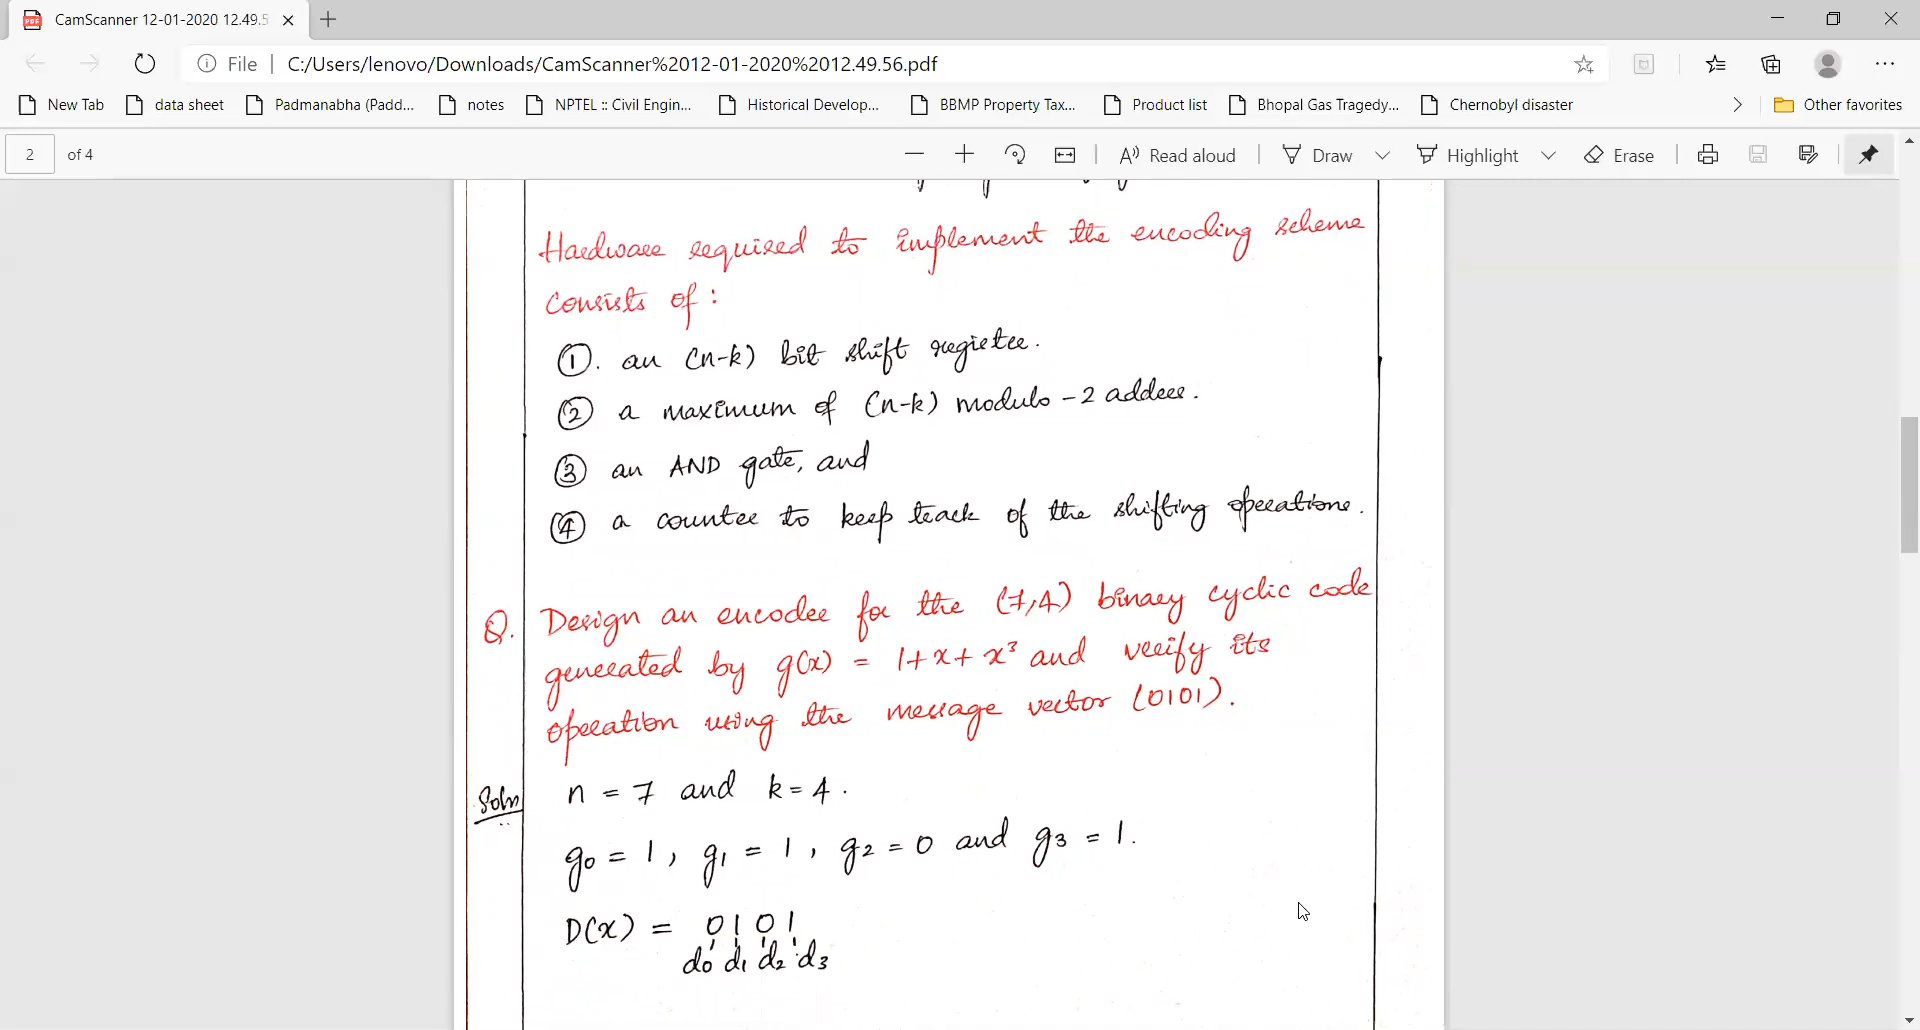 CamScanner 12-01-2020 12.49.5
File C:/Users/lenovo/Downloads/CamScanner%2012-01-2020%2012.49.56.pdf
New Tab data sheet Padmanabha (Padd... notes NPTEL :: Civil Engin... Historical Develop... BBMP Property Tax... Product list Bhopal Gas Tragedy... Chernobyl disaster Other favorites
2 of 4 Read aloud Draw Highlight Erase
Hardware required to implement the encoding scheme
consists of :
①. an (n-k) bit shift register.
② a maximum of (n-k) modulo-2 adders.
③ an AND gate, and
④ a counter to keep track of the shifting operations.
Q. Design an encoder for the (7,4) binary cyclic code
generated by g(x) = 1+x+x³ and verify its
operation using the message vector (0101).
Soln n = 7 and k = 4.
g0 = 1, g1 = 1, g2 = 0 and g3 = 1.
D(x) = 0 1 0 1
d0 d1 d2 d3